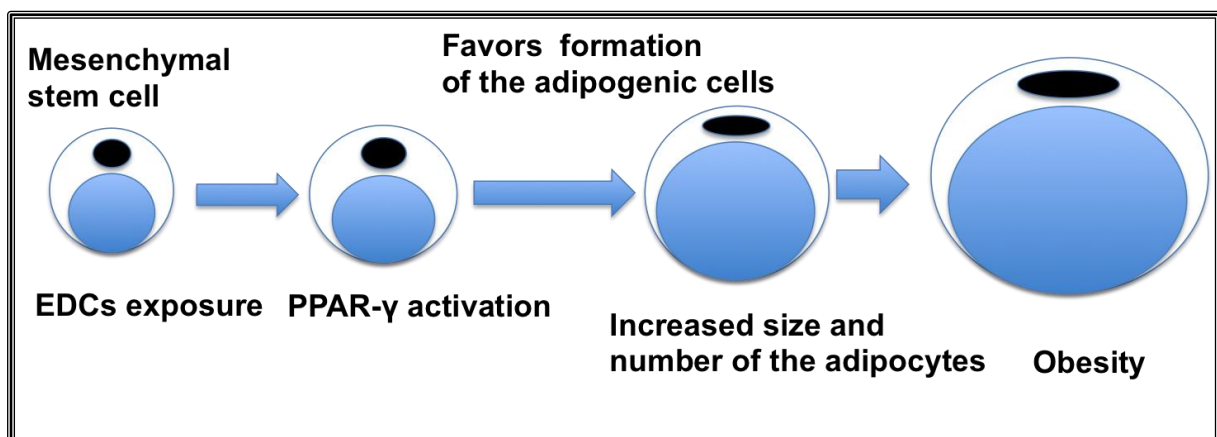 Mesenchymal
stem cell
Favors formation
of the adipogenic cells
EDCs exposure
PPAR-γ activation
Increased size and
number of the adipocytes
Obesity